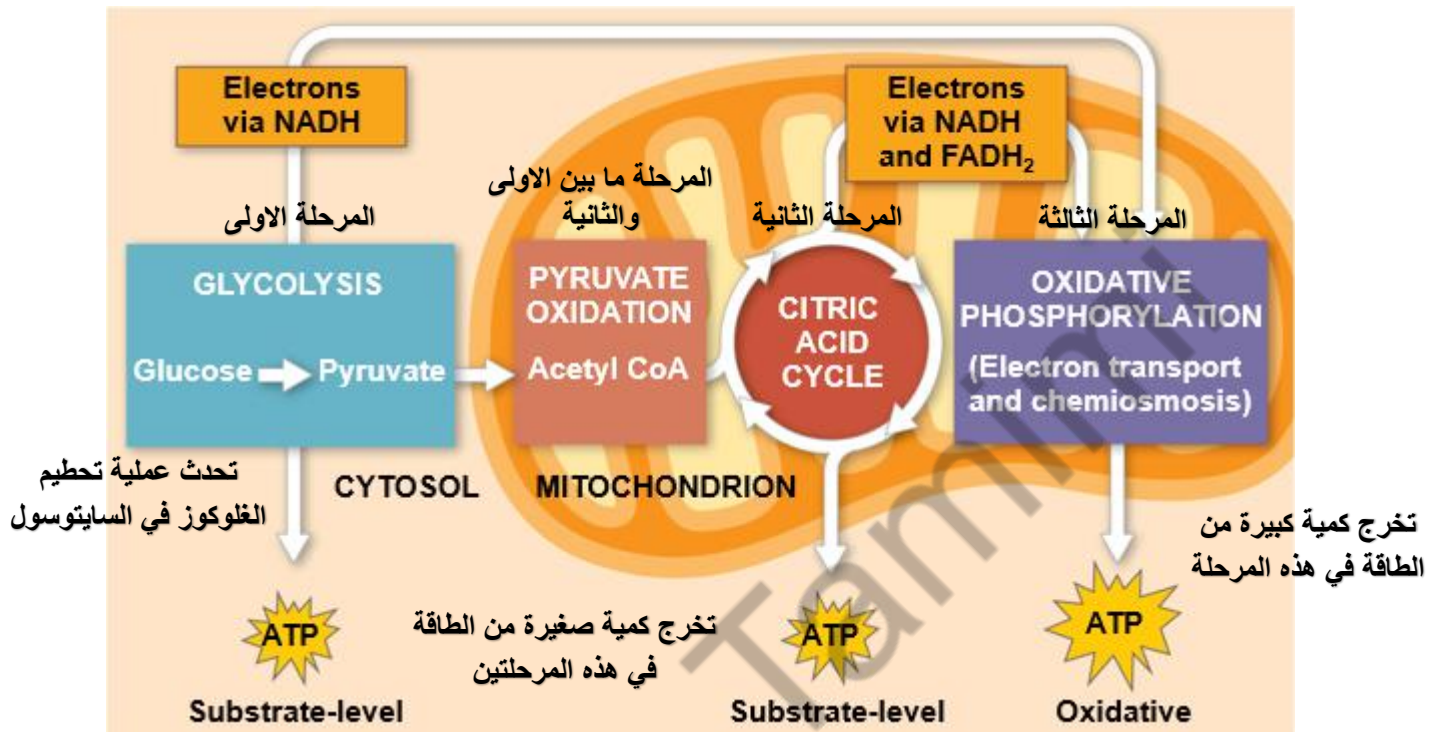 Electrons
via NADH
Electrons
via NADH
and FADH₂
المرحلة الاولى
المرحلة ما بين الاولى
والثانية
المرحلة الثانية
المرحلة الثالثة
GLYCOLYSIS
Glucose
Pyruvate
PYRUVATE
OXIDATION
Acetyl CoA
CITRIC
ACID
CYCLE
OXIDATIVE
PHOSPHORYLATION
(Electron transport
and chemiosmosis)
تحدث عملية تحطيم
الغلوكوز في السايتوسول
CYTOSOL
MITOCHONDRION
تخرج كمية كبيرة من
الطاقة في هذه المرحلة
تخرج كمية صغيرة من الطاقة
في هذه المرحلتين
ATP
ATP
ATP
Substrate-level
Substrate-level
Oxidative
Tamimi